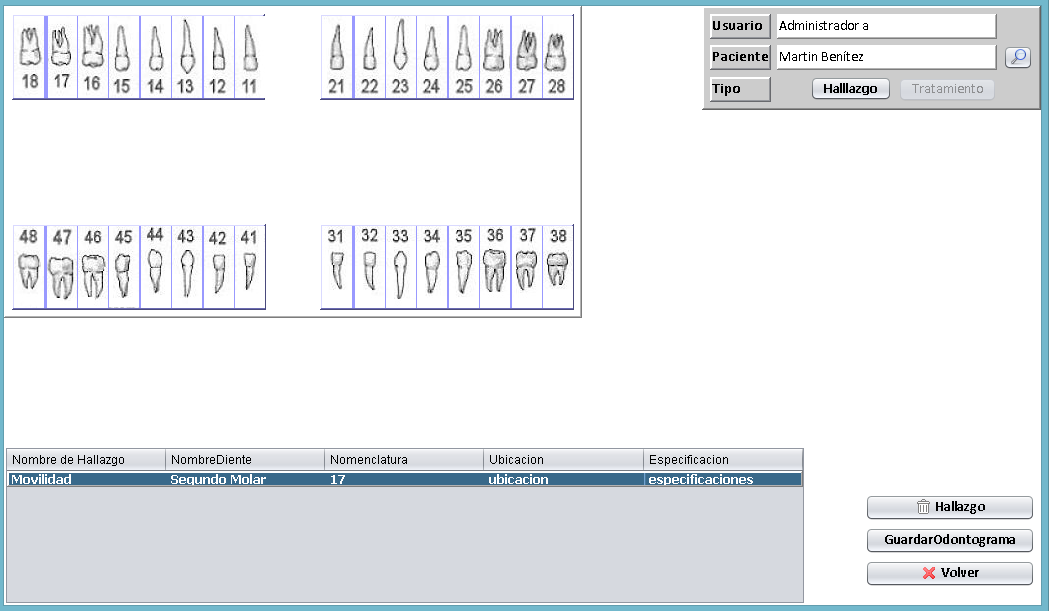 18 17 16 15 14 13 12 11 21 22 23 24 25 26 27 28
48 47 46 45 44 43 42 41 31 32 33 34 35 36 37 38
Usuario Administrador a
Paciente Martin Benítez
Tipo Halllazgo Tratamiento
Nombre de Hallazgo NombreDiente Nomenclatura Ubicacion Especificacion
Movilidad Segundo Molar 17 ubicacion especificaciones
Hallazgo
GuardarOdontograma
Volver